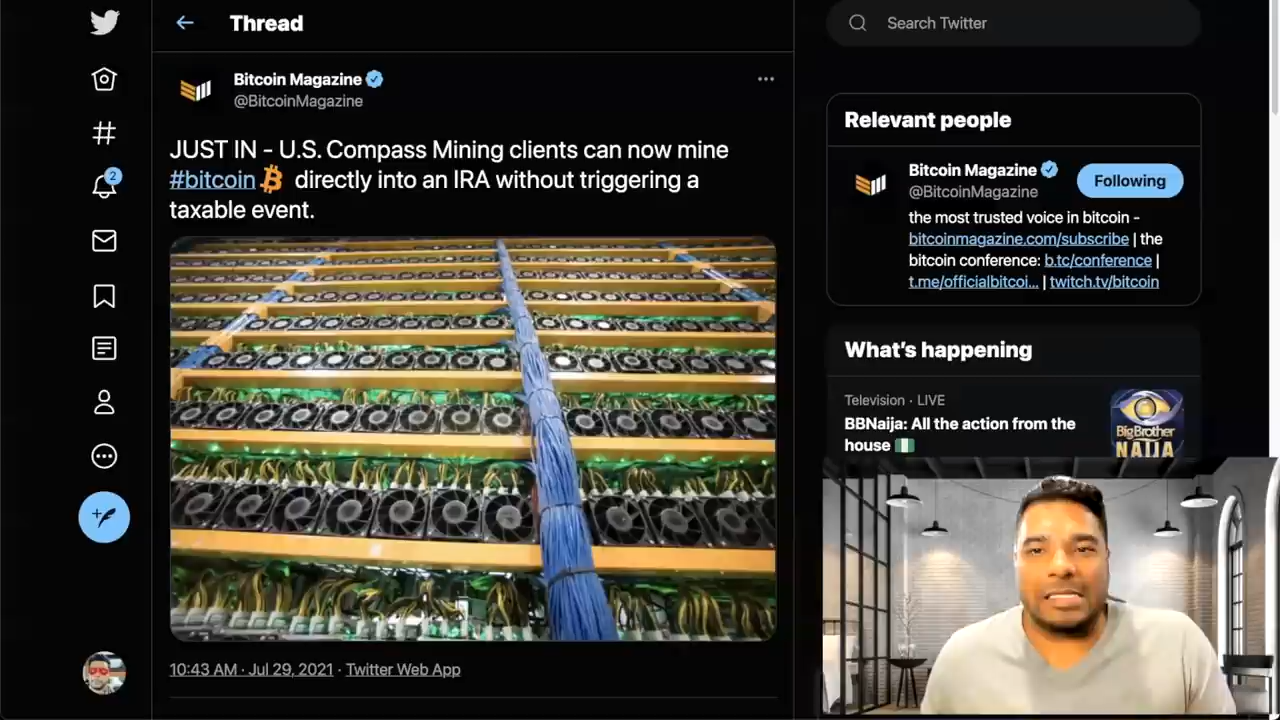 Thread
Bitcoin Magazine
@BitcoinMagazine
JUST IN - U.S. Compass Mining clients can now mine
#bitcoin directly into an IRA without triggering a
taxable event.
10:43 AM · Jul 29, 2021 · Twitter Web App
2
Search Twitter
Relevant people
Bitcoin Magazine
@BitcoinMagazine
Following
the most trusted voice in bitcoin -
bitcoinmagazine.com/subscribe | the
bitcoin conference: b.tc/conference |
t.me/officialbitcoi... | twitch.tv/bitcoin
What's happening
Television · LIVE
BBNaija: All the action from the
house
BigBrother
NAIJA